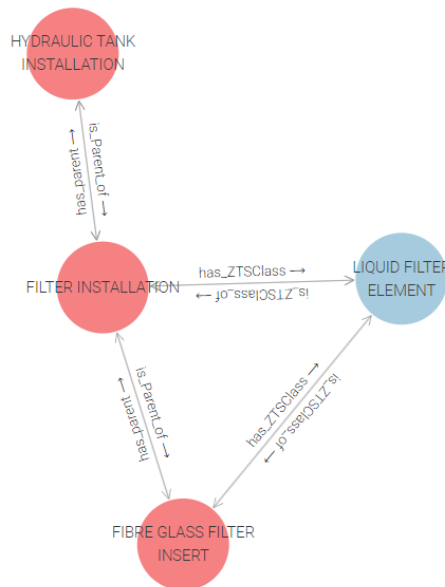 HYDRAULIC TANK
INSTALLATION
is_Parent_of →
has_parent →
FILTER INSTALLATION
has_ZTSClass →
is_ZTSClass_of →
LIQUID FILTER
ELEMENT
is_Parent_of →
has_parent →
has_ZTSClass →
is_ZTSClass_of →
FIBRE GLASS FILTER
INSERT